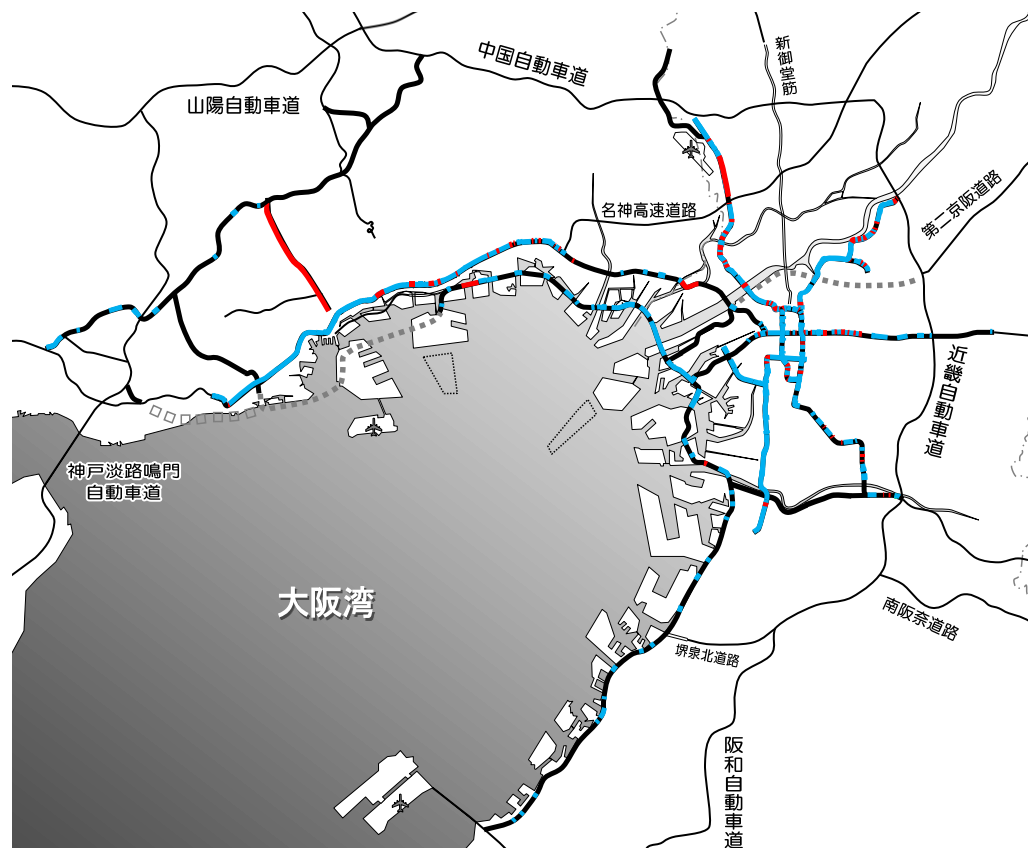 中国自動車道
新御堂筋
山陽自動車道
名神高速道路
第二京阪道路
近畿自動車道
神戸淡路鳴門
自動車道
大阪湾
南阪奈道路
堺泉北道路
阪和自動車道